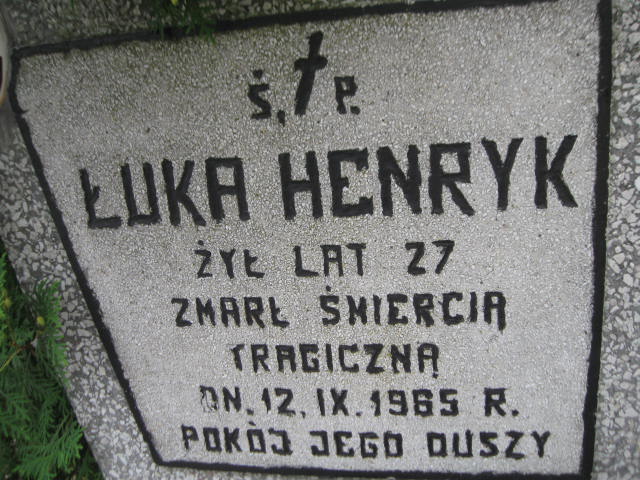 Ś. P.
ŁUKA HENRYK
ŻYŁ LAT 27
ZMARŁ ŚMIERCIĄ
TRAGICZNĄ
DN. 12. IX. 1965 R.
POKÓJ JEGO DUSZY